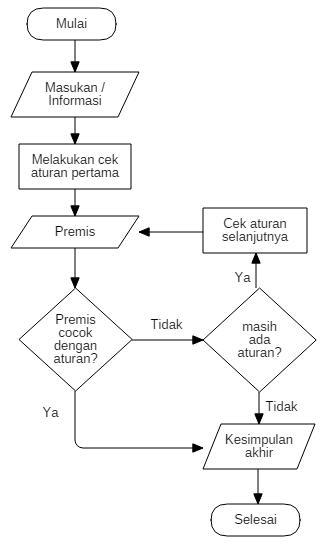 Mulai
Masukan /
Informasi
Melakukan cek
aturan pertama
Premis
Cek aturan
selanjutnya
Ya
Premis
cocok
dengan
aturan?
Tidak
masih
ada
aturan?
Ya
Tidak
Kesimpulan
akhir
Selesai